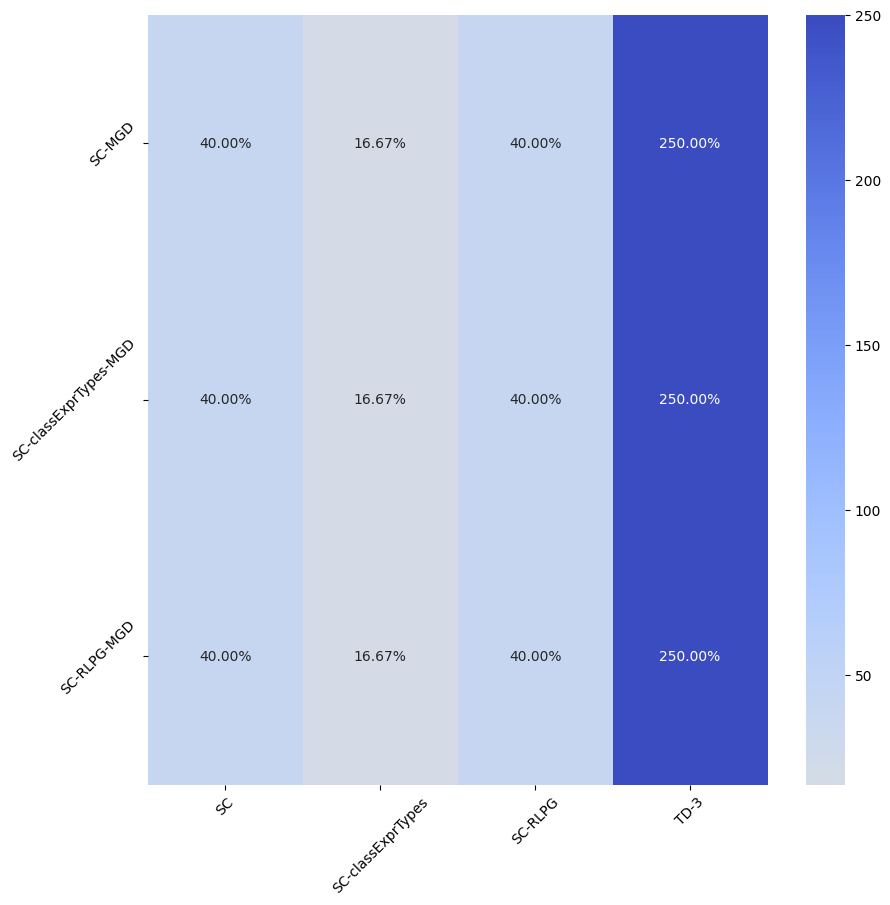 SC-MGD
40.00% 16.67% 40.00% 250.00%
SC-classExprTypes-MGD
40.00% 16.67% 40.00% 250.00%
SC-RLPG-MGD
40.00% 16.67% 40.00% 250.00%
SC
SC-classExprTypes
SC-RLPG
TD-3
250
200
150
100
50